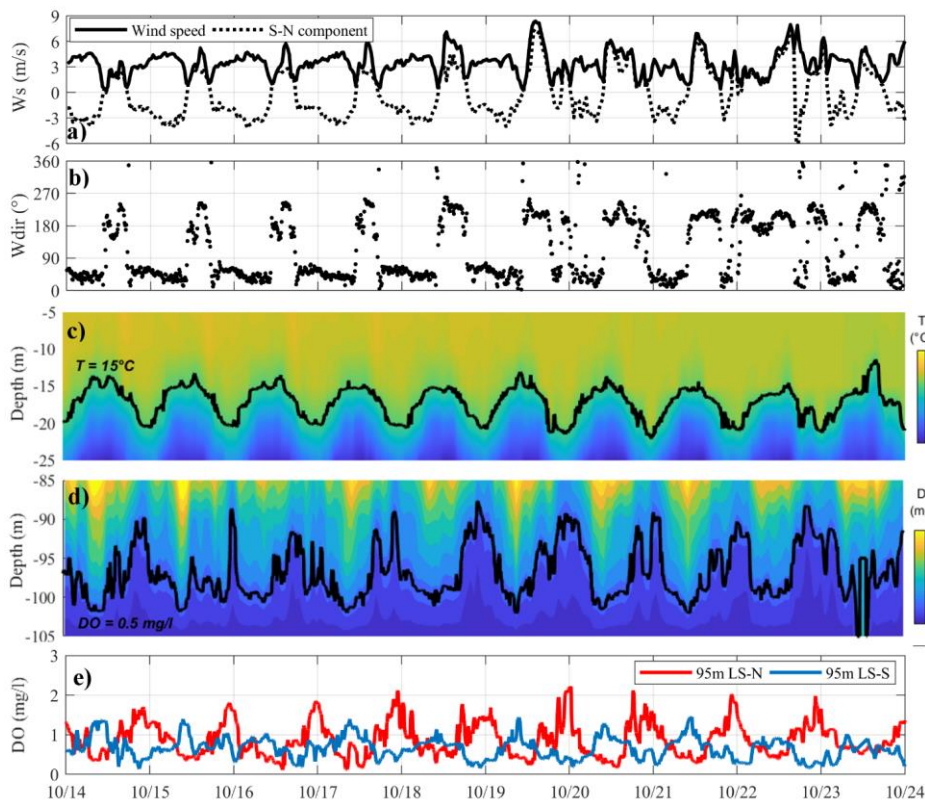 9
6
3
0
-3
-6
Ws (m/s)
Wind speed
S-N component
a)
360
270
180
90
0
Wdir (°)
b)
-5
-10
-15
-20
-25
Depth (m)
c)
T = 15°C
T
(°C
-85
-90
-95
-100
-105
Depth (m)
d)
DO = 0.5 mg/l
D
(m
3
2
1
0
DO (mg/l)
e)
95m LS-N
95m LS-S
10/14 10/15 10/16 10/17 10/18 10/19 10/20 10/21 10/22 10/23 10/24